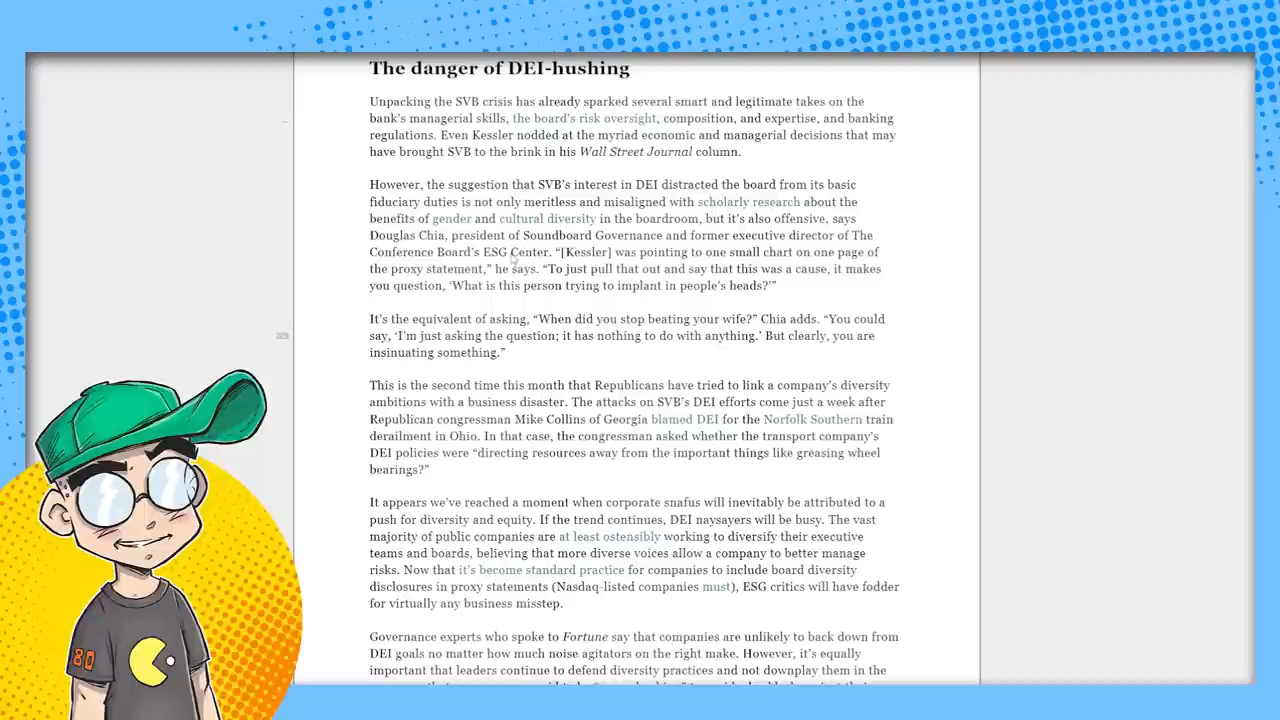 The danger of DEI-hushing
Unpacking the SVB crisis has already sparked several smart and legitimate takes on the
bank's managerial skills, the board's risk oversight, composition, and expertise, and banking
regulations. Even Kessler nodded at the myriad economic and managerial decisions that may
have brought SVB to the brink in his Wall Street Journal column.
However, the suggestion that SVB's interest in DEI distracted the board from its basic
fiduciary duties is not only meritless and misaligned with scholarly research about the
benefits of gender and cultural diversity in the boardroom, but it's also offensive, says
Douglas Chia, president of Soundboard Governance and former executive director of The
Conference Board's ESG Center. “[Kessler] was pointing to one small chart on one page of
the proxy statement,” he says. “To just pull that out and say that this was a cause, it makes
you question, ‘What is this person trying to implant in people's heads?’”
It's the equivalent of asking, “When did you stop beating your wife?” Chia adds. “You could
say, ‘I'm just asking the question; it has nothing to do with anything.’ But clearly, you are
insinuating something.”
This is the second time this month that Republicans have tried to link a company's diversity
ambitions with a business disaster. The attacks on SVB's DEI efforts come just a week after
Republican congressman Mike Collins of Georgia blamed DEI for the Norfolk Southern train
derailment in Ohio. In that case, the congressman asked whether the transport company's
DEI policies were “directing resources away from the important things like greasing wheel
bearings?”
It appears we've reached a moment when corporate snafus will inevitably be attributed to a
push for diversity and equity. If the trend continues, DEI naysayers will be busy. The vast
majority of public companies are at least ostensibly working to diversify their executive
teams and boards, believing that more diverse voices allow a company to better manage
risks. Now that it's become standard practice for companies to include board diversity
disclosures in proxy statements (Nasdaq-listed companies must), ESG critics will have fodder
for virtually any business misstep.
Governance experts who spoke to Fortune say that companies are unlikely to back down from
DEI goals no matter how much noise agitators on the right make. However, it's equally
important that leaders continue to defend diversity practices and not downplay them in the
80